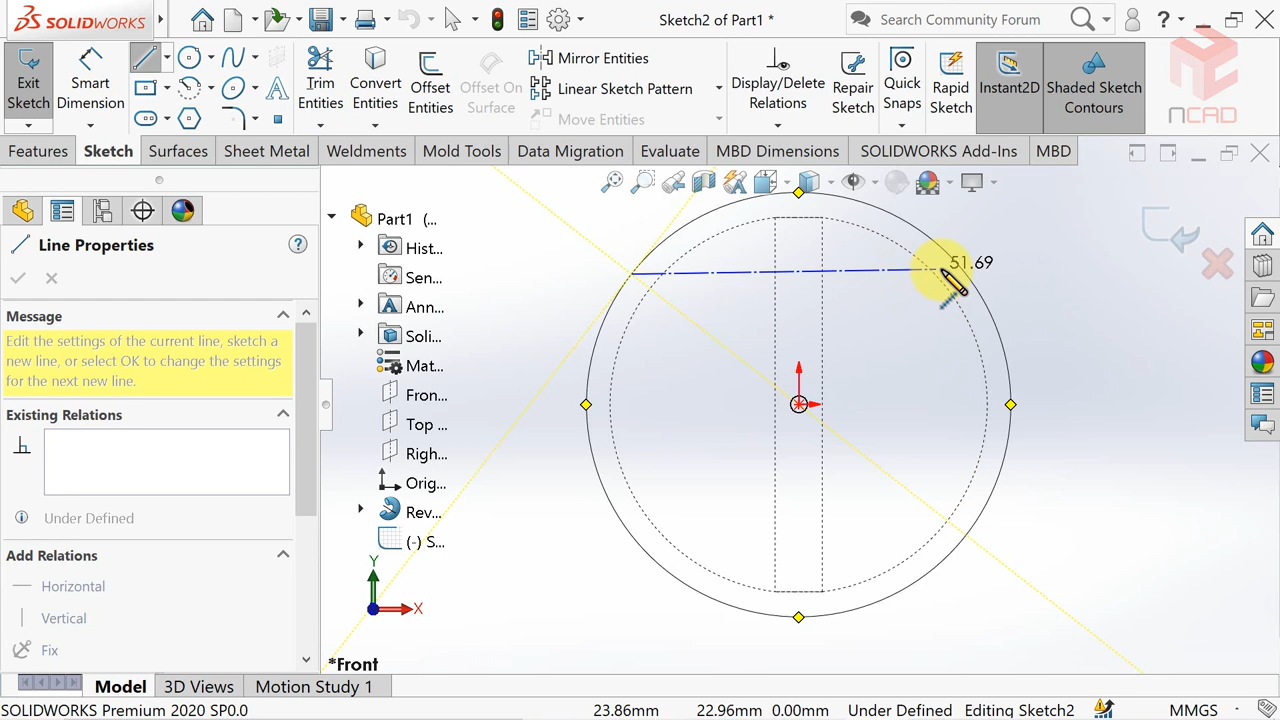 SOLIDWORKS
Sketch2 of Part1 *
Search Community Forum
?
Exit Sketch
Smart Dimension
Trim Entities
Convert Entities
Offset Entities
Offset On Surface
Mirror Entities
Linear Sketch Pattern
Move Entities
Display/Delete Relations
Repair Sketch
Quick Snaps
Rapid Sketch
Instant2D
Shaded Sketch Contours
NCAD
Features
Sketch
Surfaces
Sheet Metal
Weldments
Mold Tools
Data Migration
Evaluate
MBD Dimensions
SOLIDWORKS Add-Ins
MBD
Line Properties
Message
Edit the settings of the current line, sketch a
new line, or select OK to change the settings
for the next new line.
Existing Relations
Under Defined
Add Relations
Horizontal
Vertical
Fix
Part1 (...
Hist...
Sen...
Ann...
Soli...
Mat...
Fron...
Top ...
Righ...
Orig...
Rev...
(-) S...
51.69
Y
X
*Front
Model
3D Views
Motion Study 1
SOLIDWORKS Premium 2020 SP0.0
23.86mm
22.96mm 0.00mm
Under Defined
Editing Sketch2
MMGS